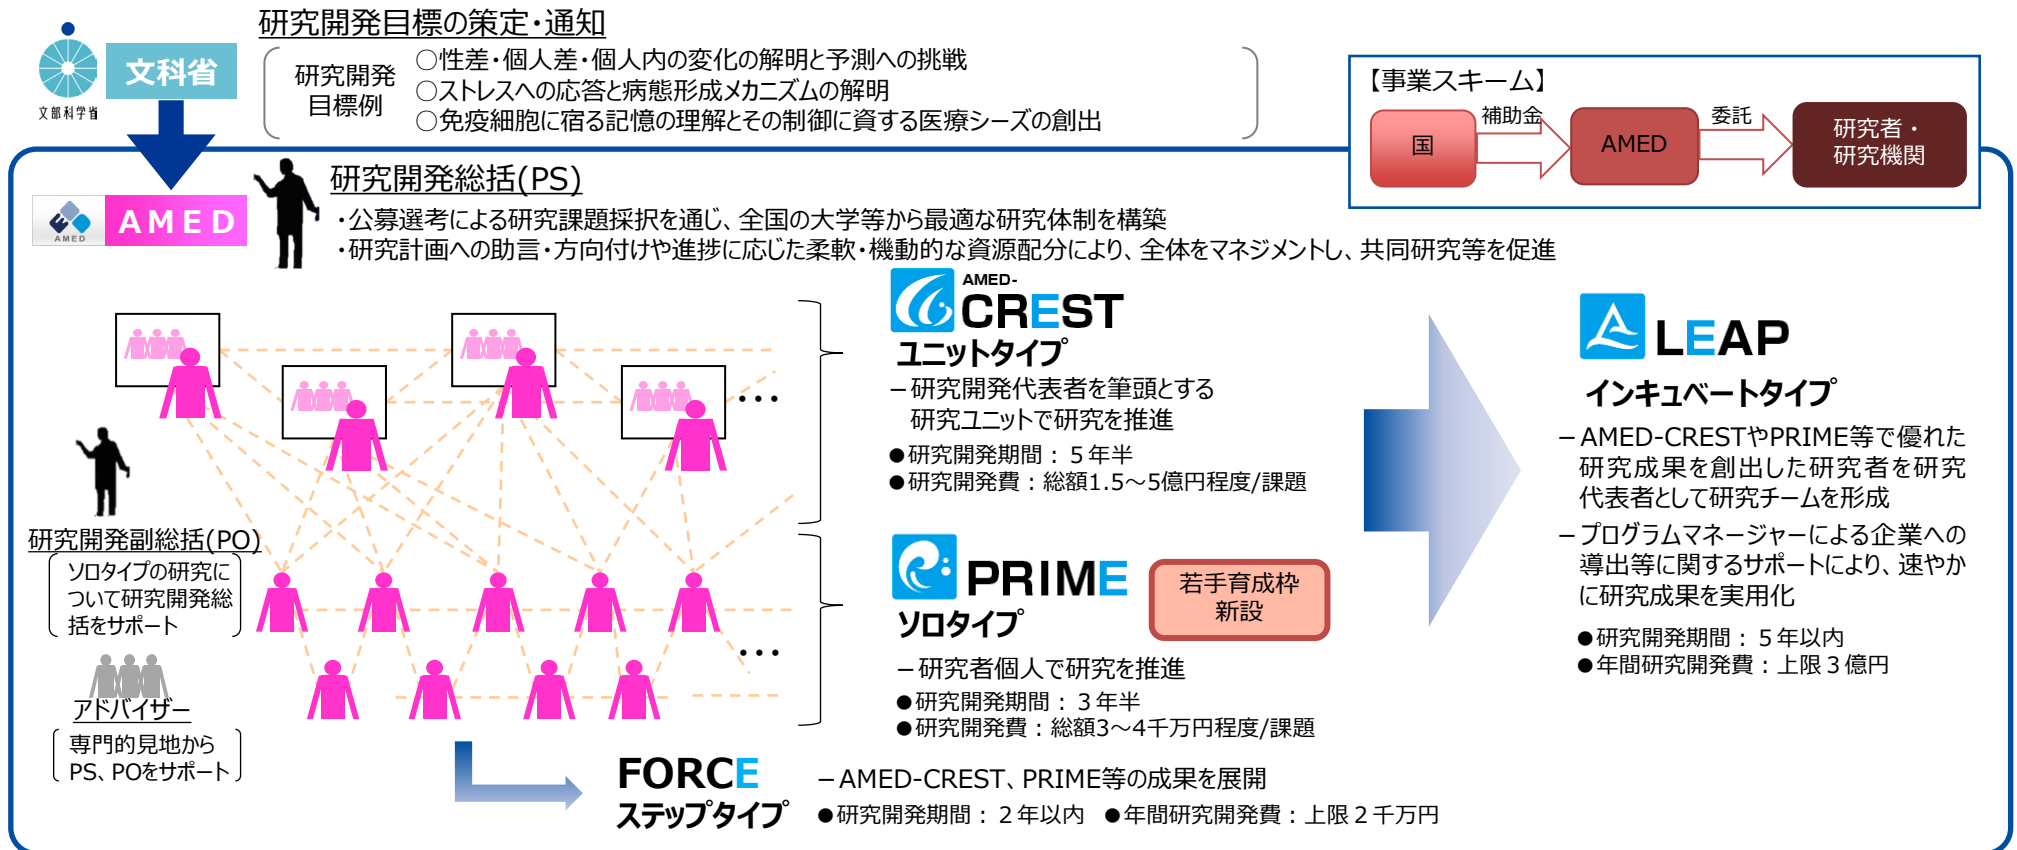 研究開発目標の策定・通知
文科省
文部科学省
研究開発
目標例
○性差・個人差・個人内の変化の解明と予測への挑戦
○ストレスへの応答と病態形成メカニズムの解明
○免疫細胞に宿る記憶の理解とその制御に資する医療シーズの創出
【事業スキーム】
国
補助金
AMED
委託
研究者・
研究機関
AMED
AMED
研究開発総括(PS)
・公募選考による研究課題採択を通じ、全国の大学等から最適な研究体制を構築
・研究計画への助言・方向付けや進捗に応じた柔軟・機動的な資源配分により、全体をマネジメントし、共同研究等を促進
…
…
研究開発副総括(PO)
ソロタイプの研究に
ついて研究開発総
括をサポート
アドバイザー
専門的見地から
PS、POをサポート
AMED-
CREST
ユニットタイプ
－研究開発代表者を筆頭とする
研究ユニットで研究を推進
●研究開発期間：５年半
●研究開発費：総額1.5～5億円程度/課題
PRIME
ソロタイプ
若手育成枠
新設
－研究者個人で研究を推進
●研究開発期間：３年半
●研究開発費：総額3～4千万円程度/課題
LEAP
インキュベートタイプ
－AMED-CRESTやPRIME等で優れた
研究成果を創出した研究者を研究
代表者として研究チームを形成
－プログラムマネージャーによる企業への
導出等に関するサポートにより、速やか
に研究成果を実用化
●研究開発期間：５年以内
●年間研究開発費：上限３億円
FORCE
ステップタイプ
－AMED-CREST、PRIME等の成果を展開
●研究開発期間：２年以内 ●年間研究開発費：上限２千万円